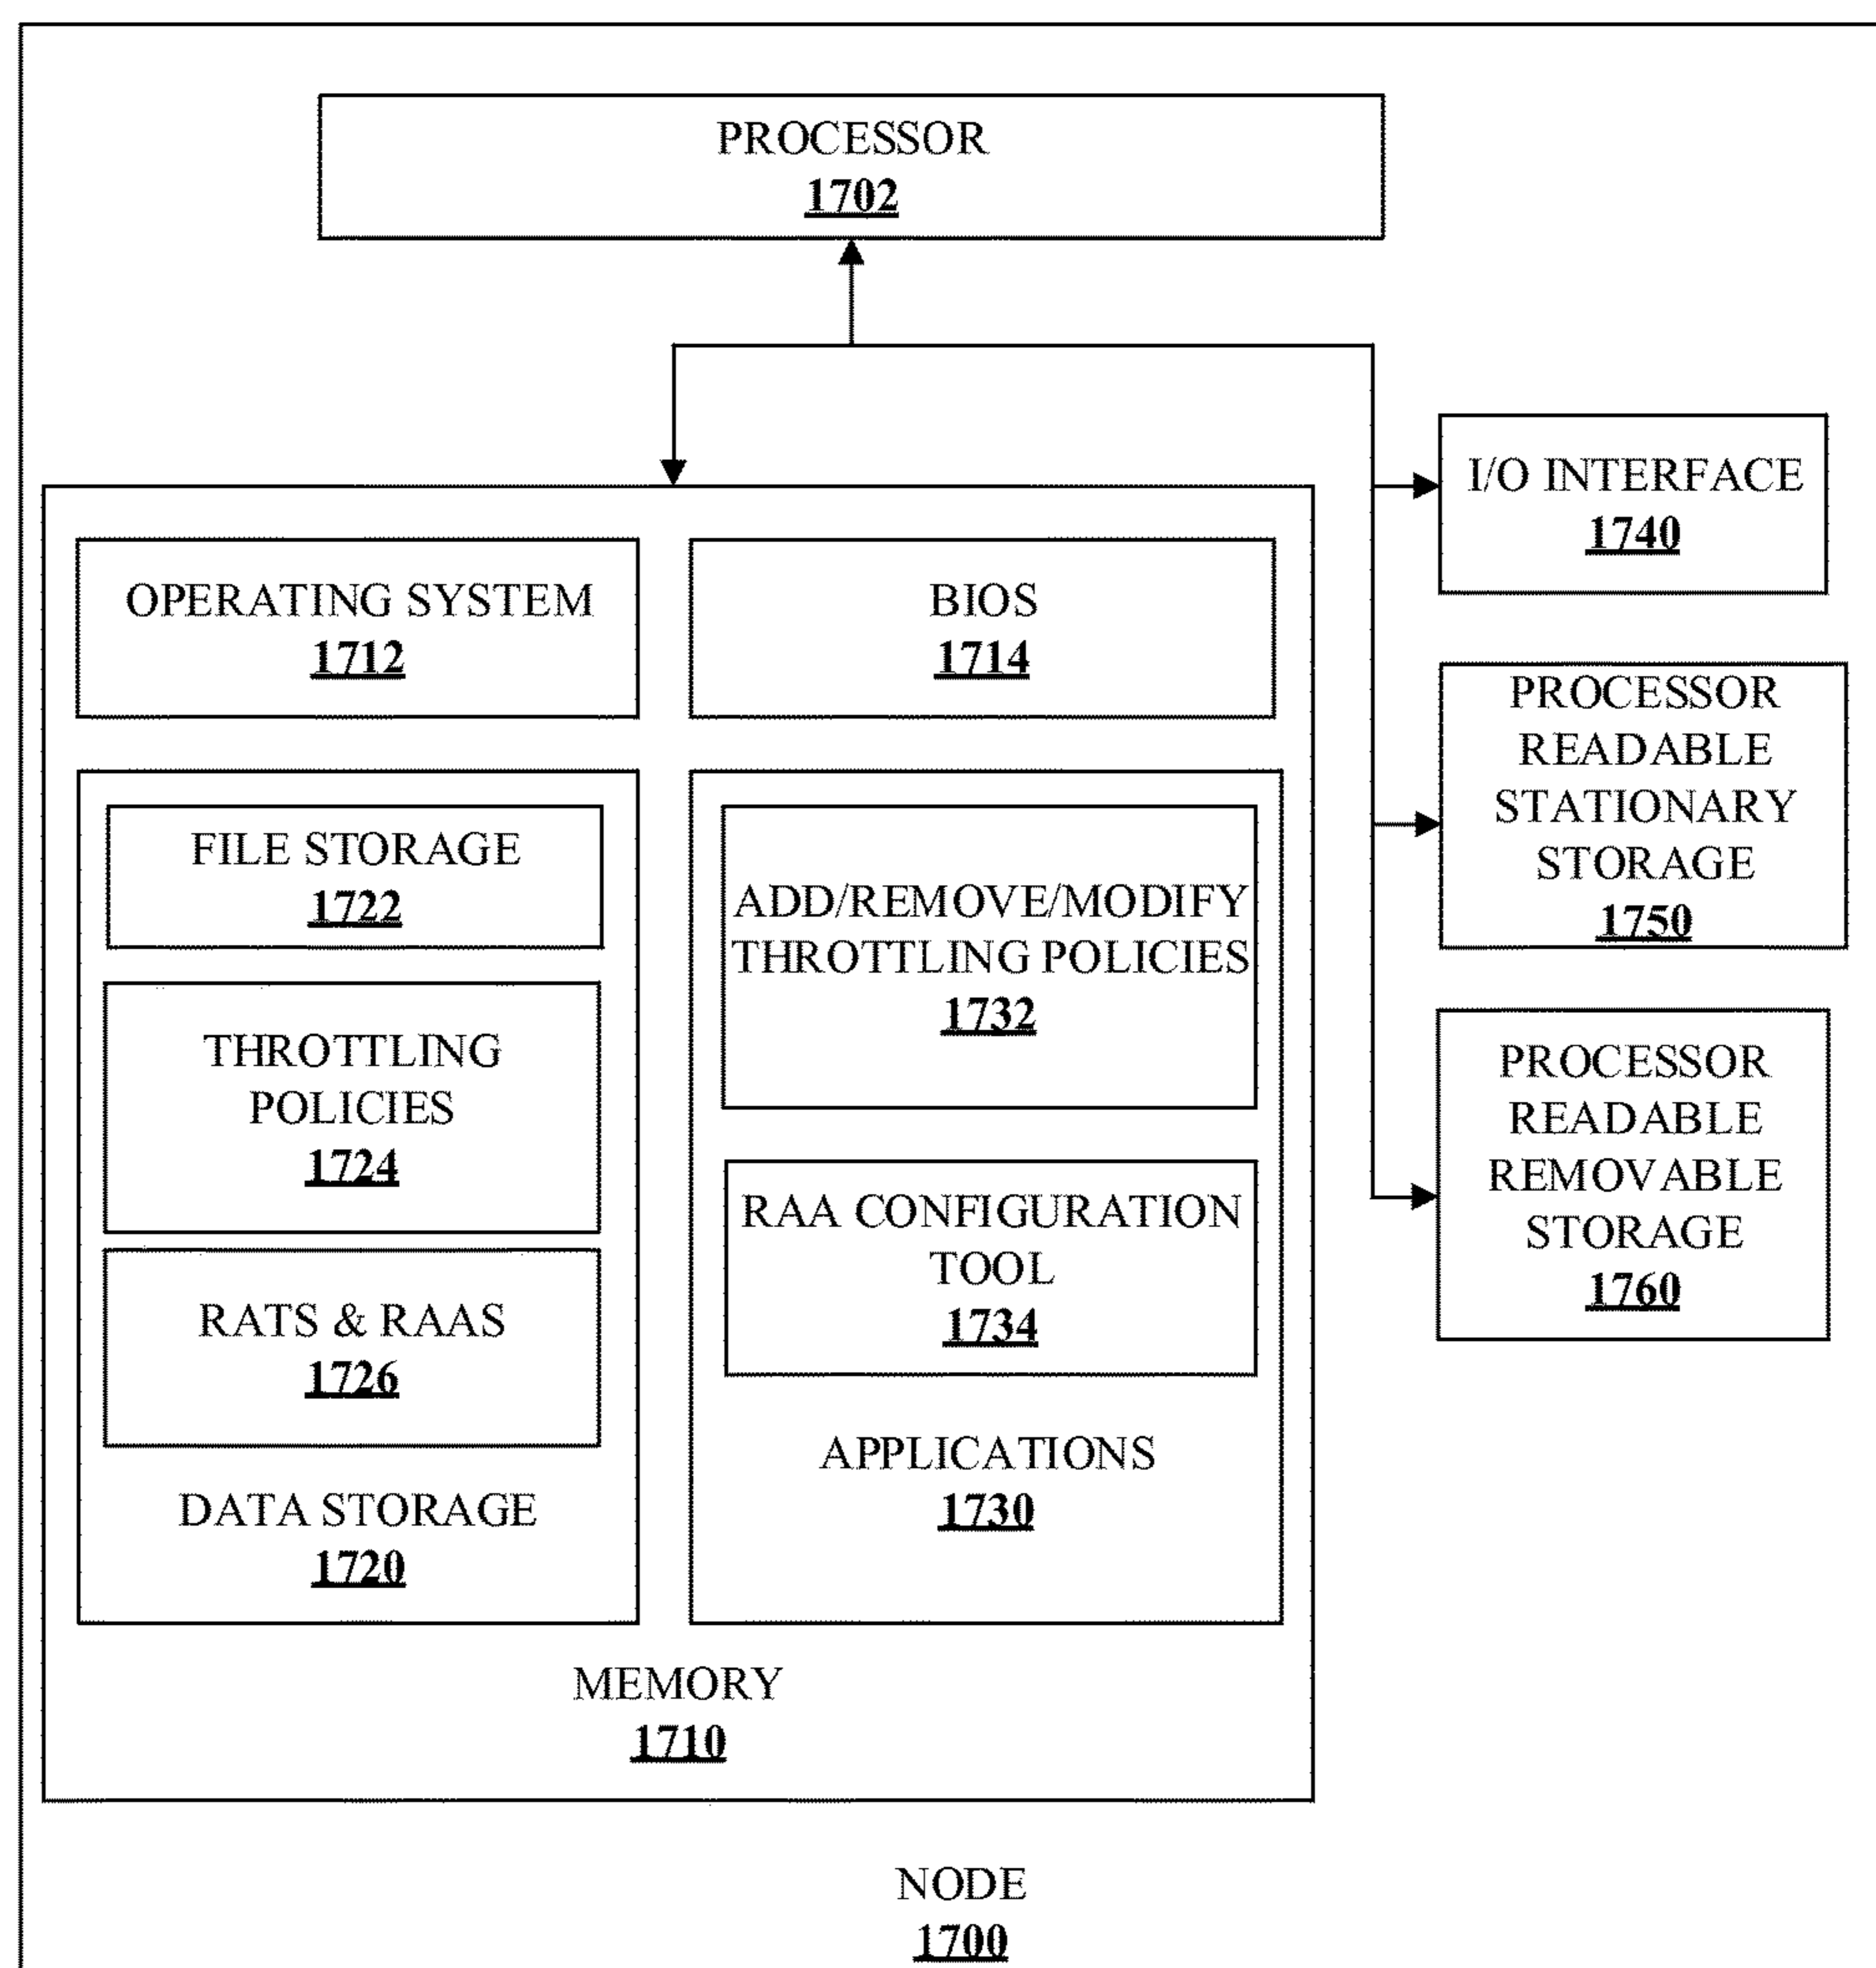 PROCESSOR
1702
I/O INTERFACE
1740
OPERATING SYSTEM
1712
BIOS
1714
PROCESSOR
READABLE
STATIONARY
STORAGE
1750
FILE STORAGE
1722
ADD/REMOVE/MODIFY
THROTTLING POLICIES
1732
THROTTLING
POLICIES
1724
PROCESSOR
READABLE
REMOVABLE
STORAGE
1760
RAA CONFIGURATION
TOOL
1734
RATS & RAAS
1726
APPLICATIONS
1730
DATA STORAGE
1720
MEMORY
1710
NODE
1700